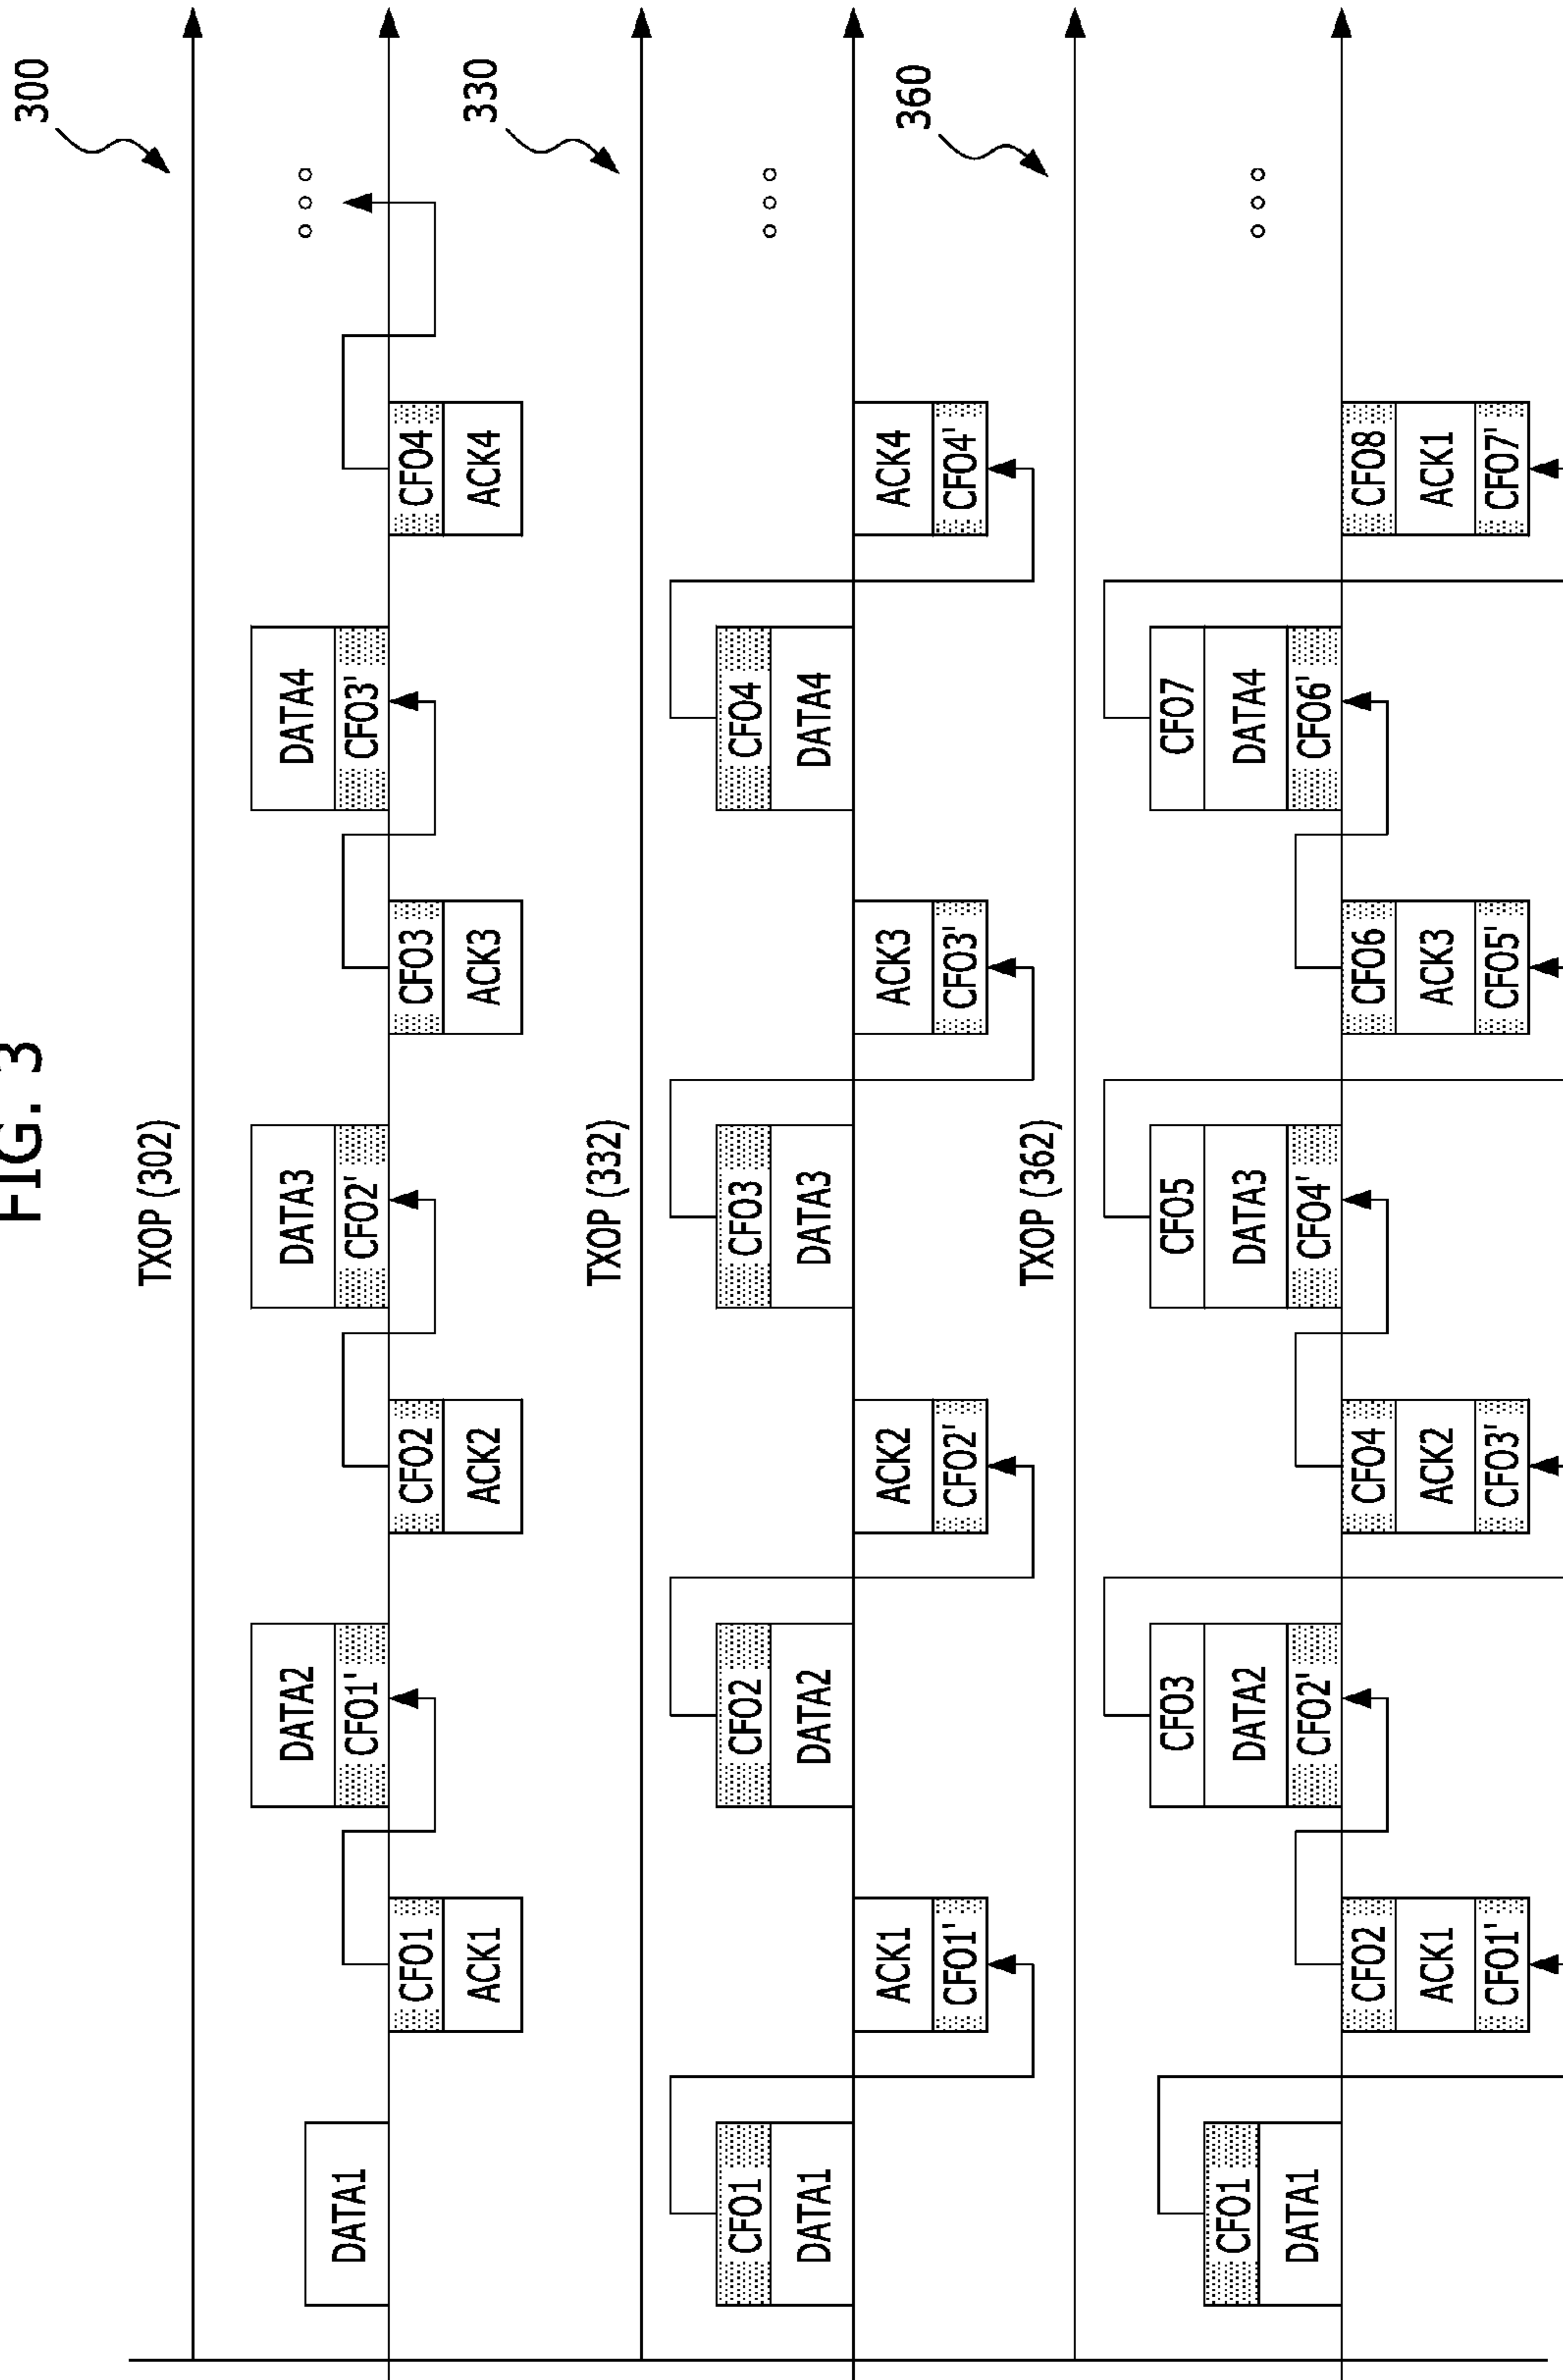 FIG. 3
300
TXOP (302)
DATA1
CFO1
ACK1
DATA2
CFO1'
CFO2
ACK2
DATA3
CFO2'
CFO3
ACK3
DATA4
CFO3'
CFO4
ACK4
330
TXOP (332)
CFO1
DATA1
ACK1
CFO1'
CFO2
DATA2
ACK2
CFO2'
CFO3
DATA3
ACK3
CFO3'
CFO4
DATA4
ACK4
CFO4'
360
TXOP (362)
CFO1
DATA1
CFO2
ACK1
CFO1'
CFO3
DATA2
CFO2'
CFO4
ACK2
CFO3'
CFO5
DATA3
CFO4'
CFO6
ACK3
CFO5'
CFO7
DATA4
CFO6'
CFO8
ACK1
CFO7'